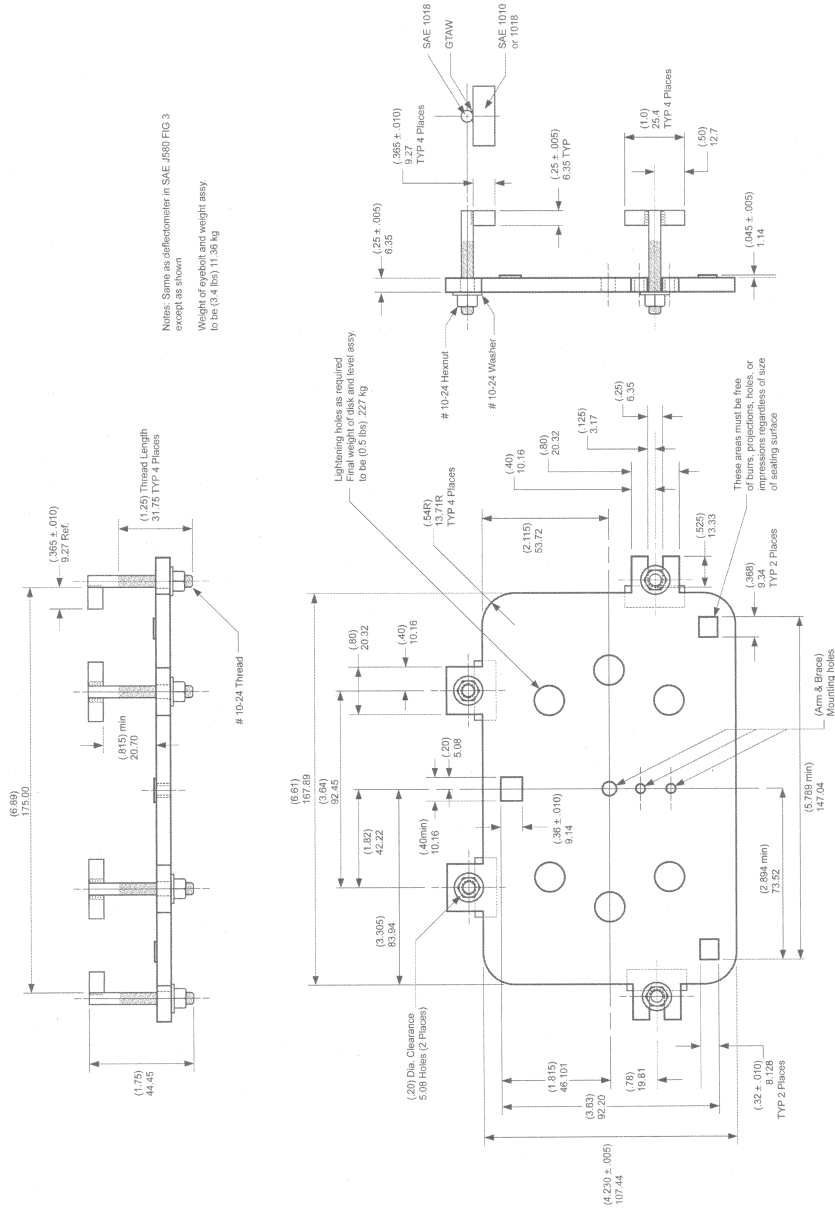 (6.89)
175.00
(.365 ± .010)
9.27 Ref.
(1.25) Thread Length
31.75 TYP 4 Places
(.815) min
20.70
# 10-24 Thread
(1.75)
44.45
Notes: Same as deflectometer in SAE J580 FIG 3
except as shown
Weight of eyebolt and weight assy.
to be (3.4 lbs) 11.36 kg
(6.61)
167.89
(3.64)
92.45
(.80)
20.32
(.40)
10.16
(1.82)
42.22
(.20)
5.08
(3.305)
83.94
(.40min)
10.16
(.36 ± .010)
9.14
(.20) Dia. Clearance
5.08 Holes (2 Places)
Lightening holes as required
Final weight of disk and level assy.
to be (0.5 lbs) .227 kg
(.54R)
13.71R
TYP 4 Places
(2.115)
53.72
(.40)
10.16
(.80)
20.32
(.125)
3.17
(.25)
6.35
(.525)
13.33
(.368)
9.34
TYP 2 Places
These areas must be free
of burrs, projections, holes, or
impressions regardless of size
of seating surface
(Arm & Brace)
Mounting holes
(5.789 min)
147.04
(2.894 min)
73.52
(1.815)
46.101
(.78)
19.81
(3.63)
92.20
(.32 ± .010)
8.128
TYP 2 Places
(4.230 ± .005)
107.44
SAE 1018
GTAW
SAE 1010
or 1018
(.365 ± .010)
9.27
TYP 4 Places
(.25 ± .005)
6.35
(.25 ± .005)
6.35 TYP
# 10-24 Hexnut
# 10-24 Washer
(1.0)
25.4
TYP 4 Places
(.50)
12.7
(.045 ± .005)
1.14